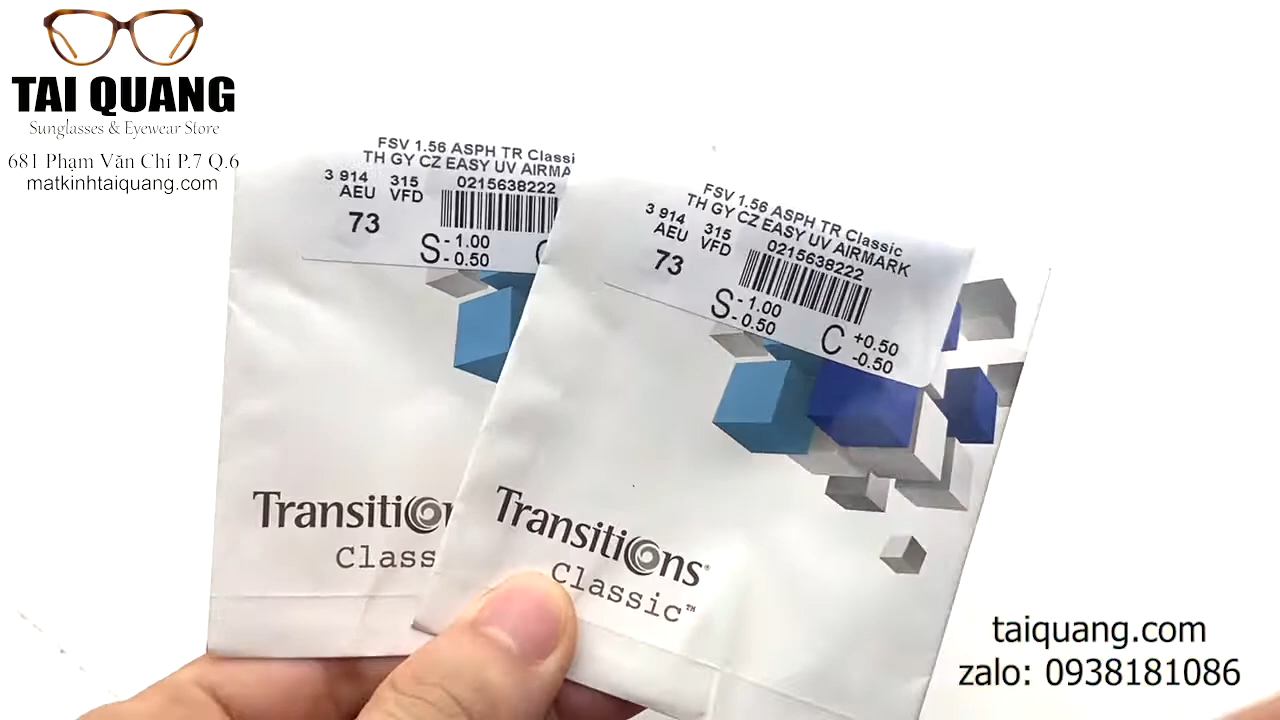 TAI QUANG
Sunglasses & Eyewear Store
681 Phạm Văn Chí P.7 Q.6
matkinhtaiquang.com
FSV 1.56 ASPH TR Classi
TH GY CZ EASY UV AIRMA
3 914 315 0215638222
AEU VFD
73
S - 1.00
- 0.50
Transiti
Class
FSV 1.56 ASPH TR Classic
TH GY CZ EASY UV AIRMARK
3 914 315 0215638222
AEU VFD
73
S - 1.00
- 0.50
C +0.50
-0.50
Transitions®
Classic™
taiquang.com
zalo: 0938181086